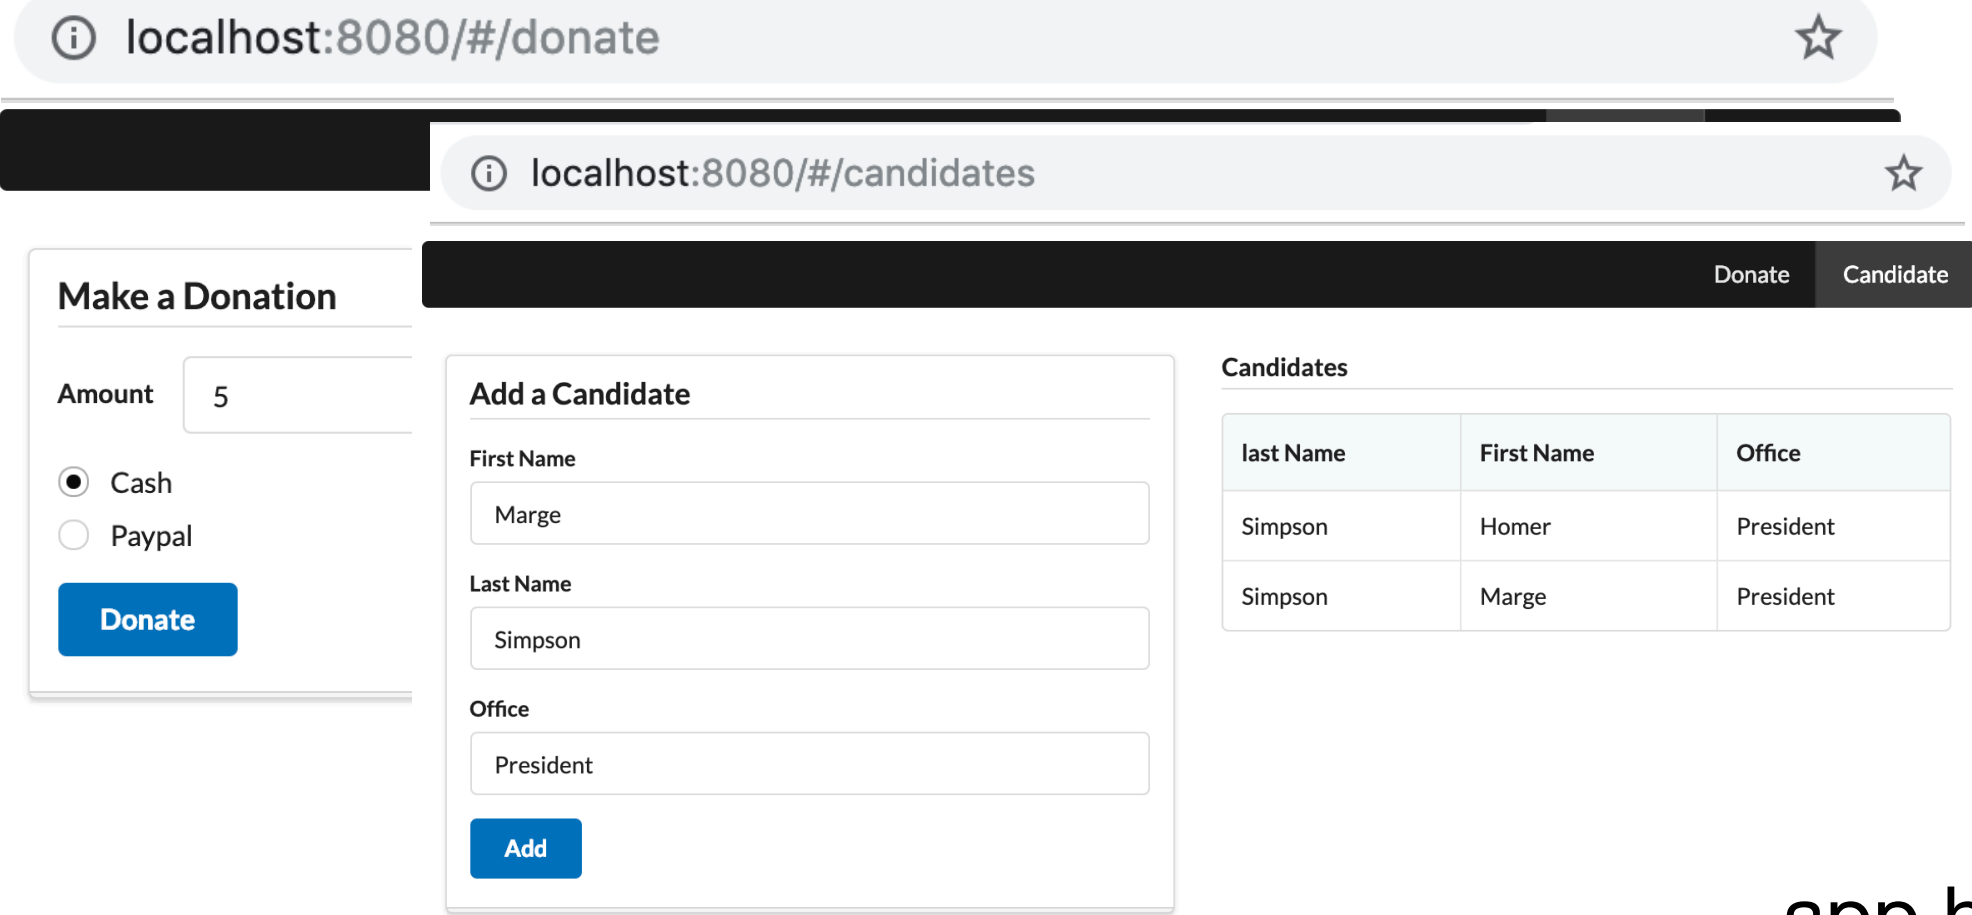 localhost:8080/#/donate
localhost:8080/#/candidates
Donate Candidate
Make a Donation
Amount 5
Cash
Paypal
Donate
Add a Candidate
First Name
Marge
Last Name
Simpson
Office
President
Add
Candidates
last Name First Name Office
Simpson Homer President
Simpson Marge President